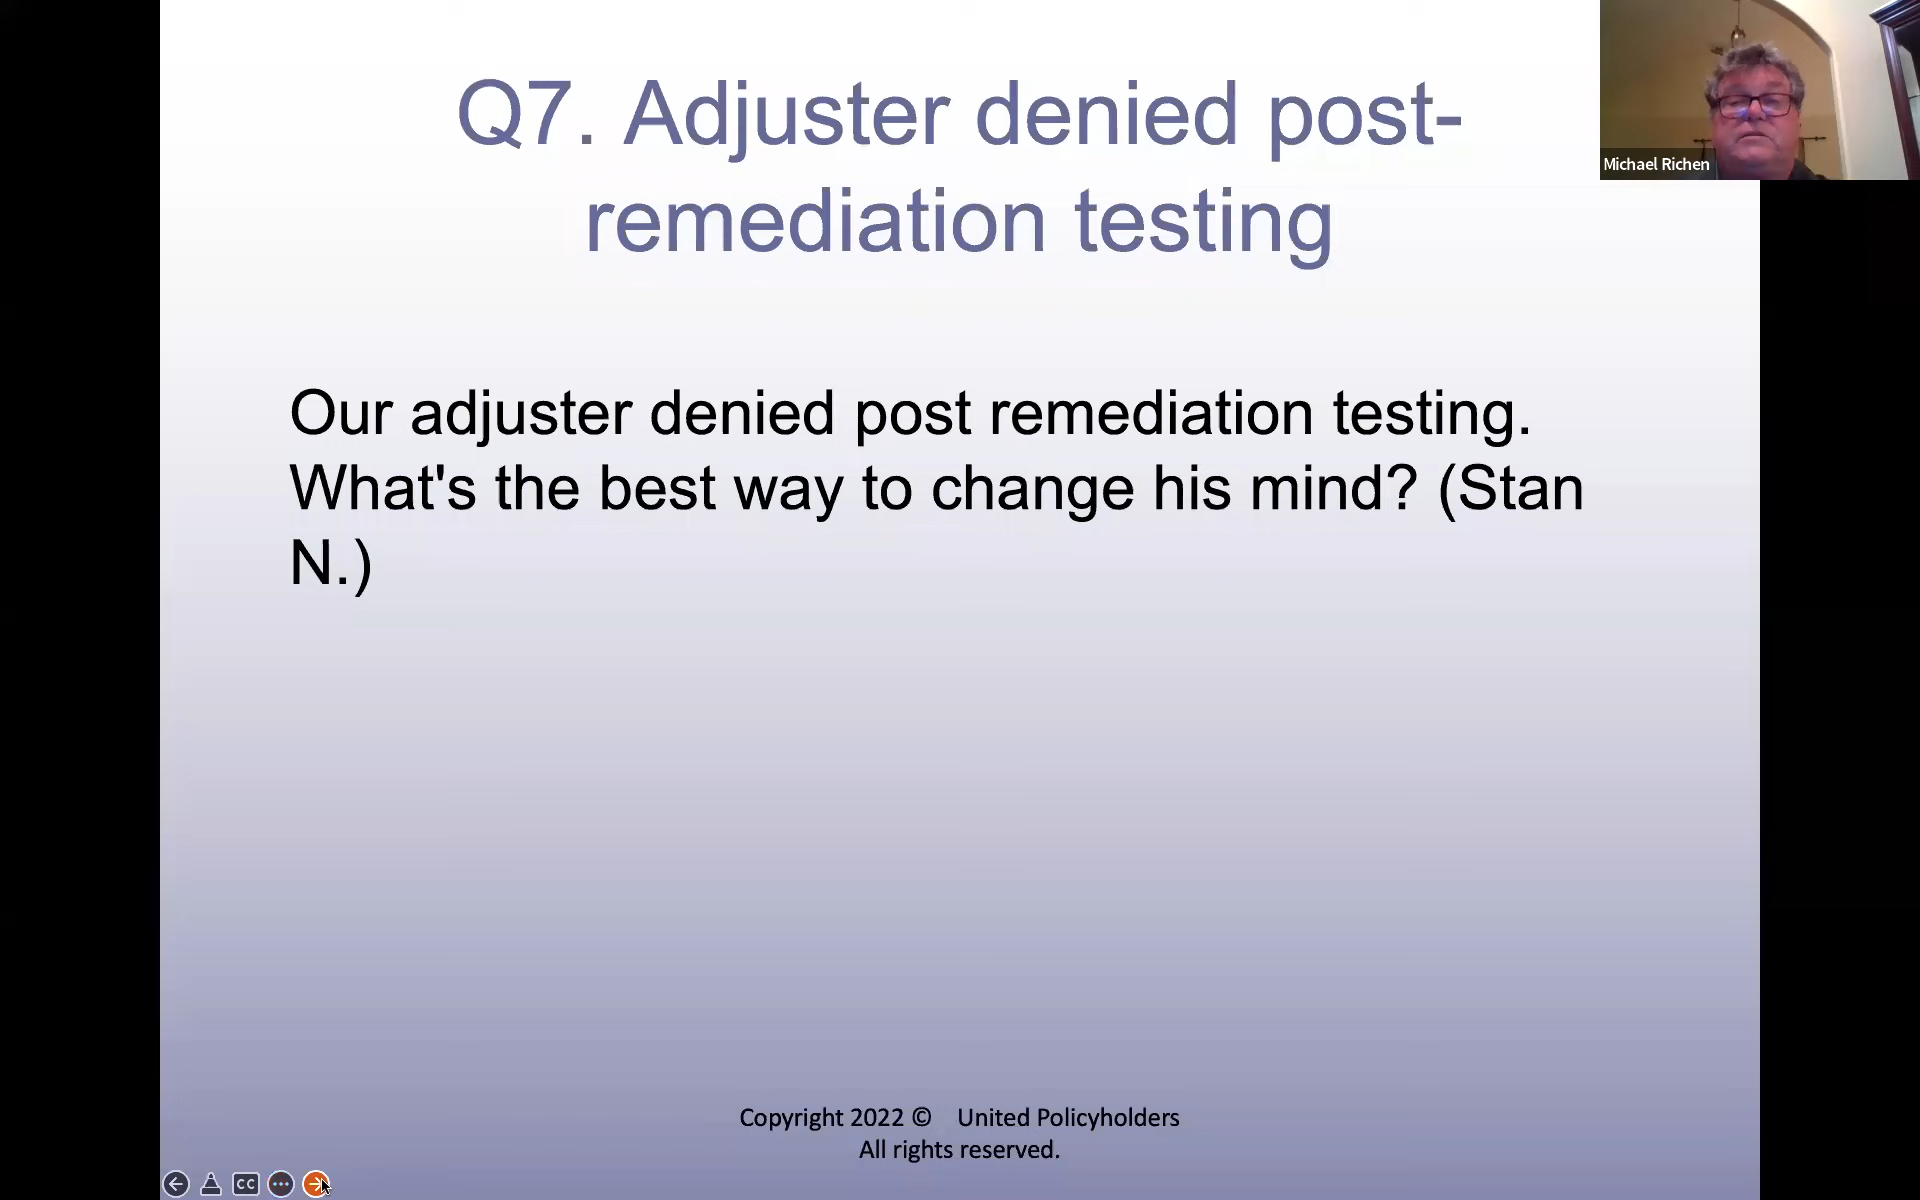 Q7. Adjuster denied post-
remediation testing
Michael Richen
Our adjuster denied post remediation testing.
What's the best way to change his mind? (Stan
N.)
Copyright 2022 © United Policyholders
All rights reserved.
CC